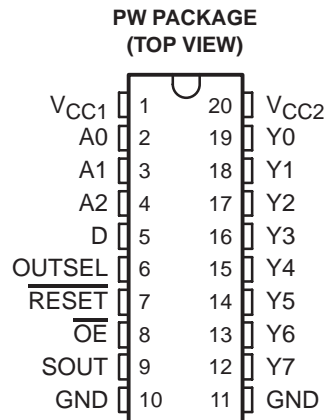 PW PACKAGE
(TOP VIEW)
VCC1 1 20 VCC2
A0 2 19 Y0
A1 3 18 Y1
A2 4 17 Y2
D 5 16 Y3
OUTSEL 6 15 Y4
R̅E̅S̅E̅T̅ 7 14 Y5
O̅E̅ 8 13 Y6
SOUT 9 12 Y7
GND 10 11 GND